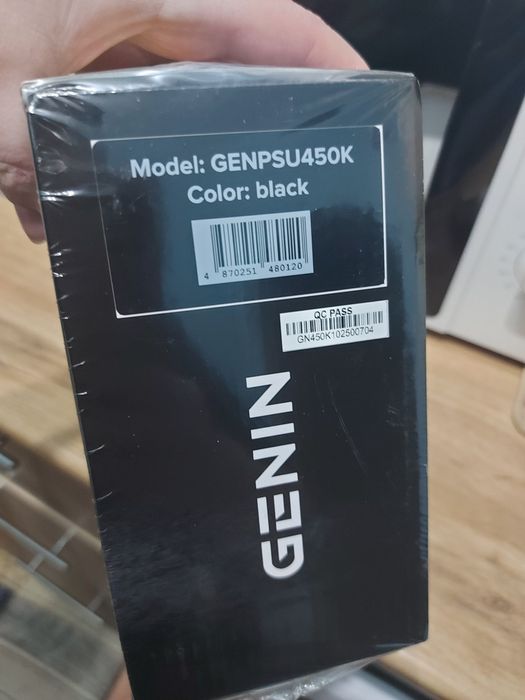 Model: GENPSU450K
Color: black
4 870251 480120
QC PASS
GN450K102500704
GENIN